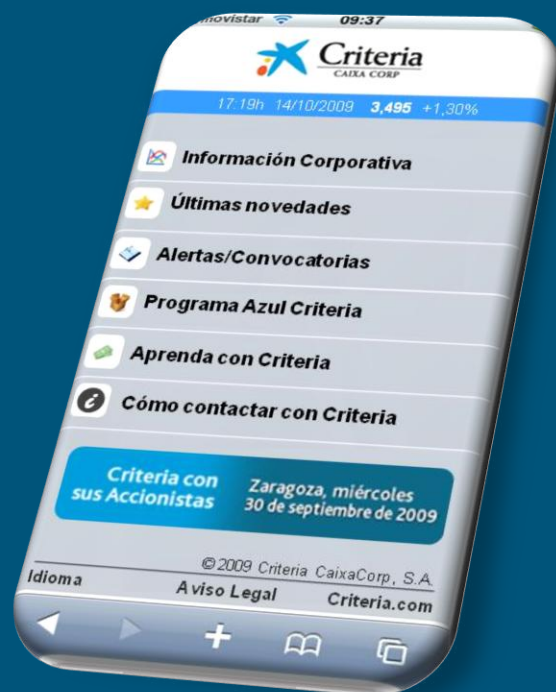 movistar 09:37
Criteria
CAIXA CORP
17:19h 14/10/2009 3,495 +1,30%
Información Corporativa
Últimas novedades
Alertas/Convocatorias
Programa Azul Criteria
Aprenda con Criteria
Cómo contactar con Criteria
Criteria con
sus Accionistas
Zaragoza, miércoles
30 de septiembre de 2009
©2009 Criteria CaixaCorp, S.A.
Idioma Aviso Legal Criteria.com